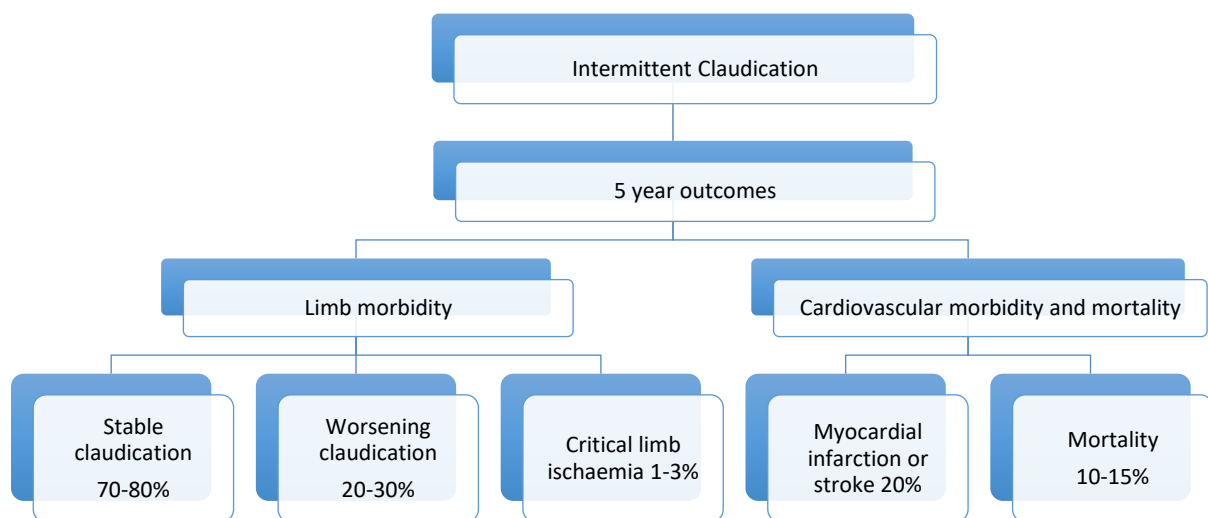 Intermittent Claudication
5 year outcomes
Limb morbidity
Cardiovascular morbidity and mortality
Stable
claudication
70-80%
Worsening
claudication
20-30%
Critical limb
ischaemia 1-3%
Myocardial
infarction or
stroke 20%
Mortality
10-15%